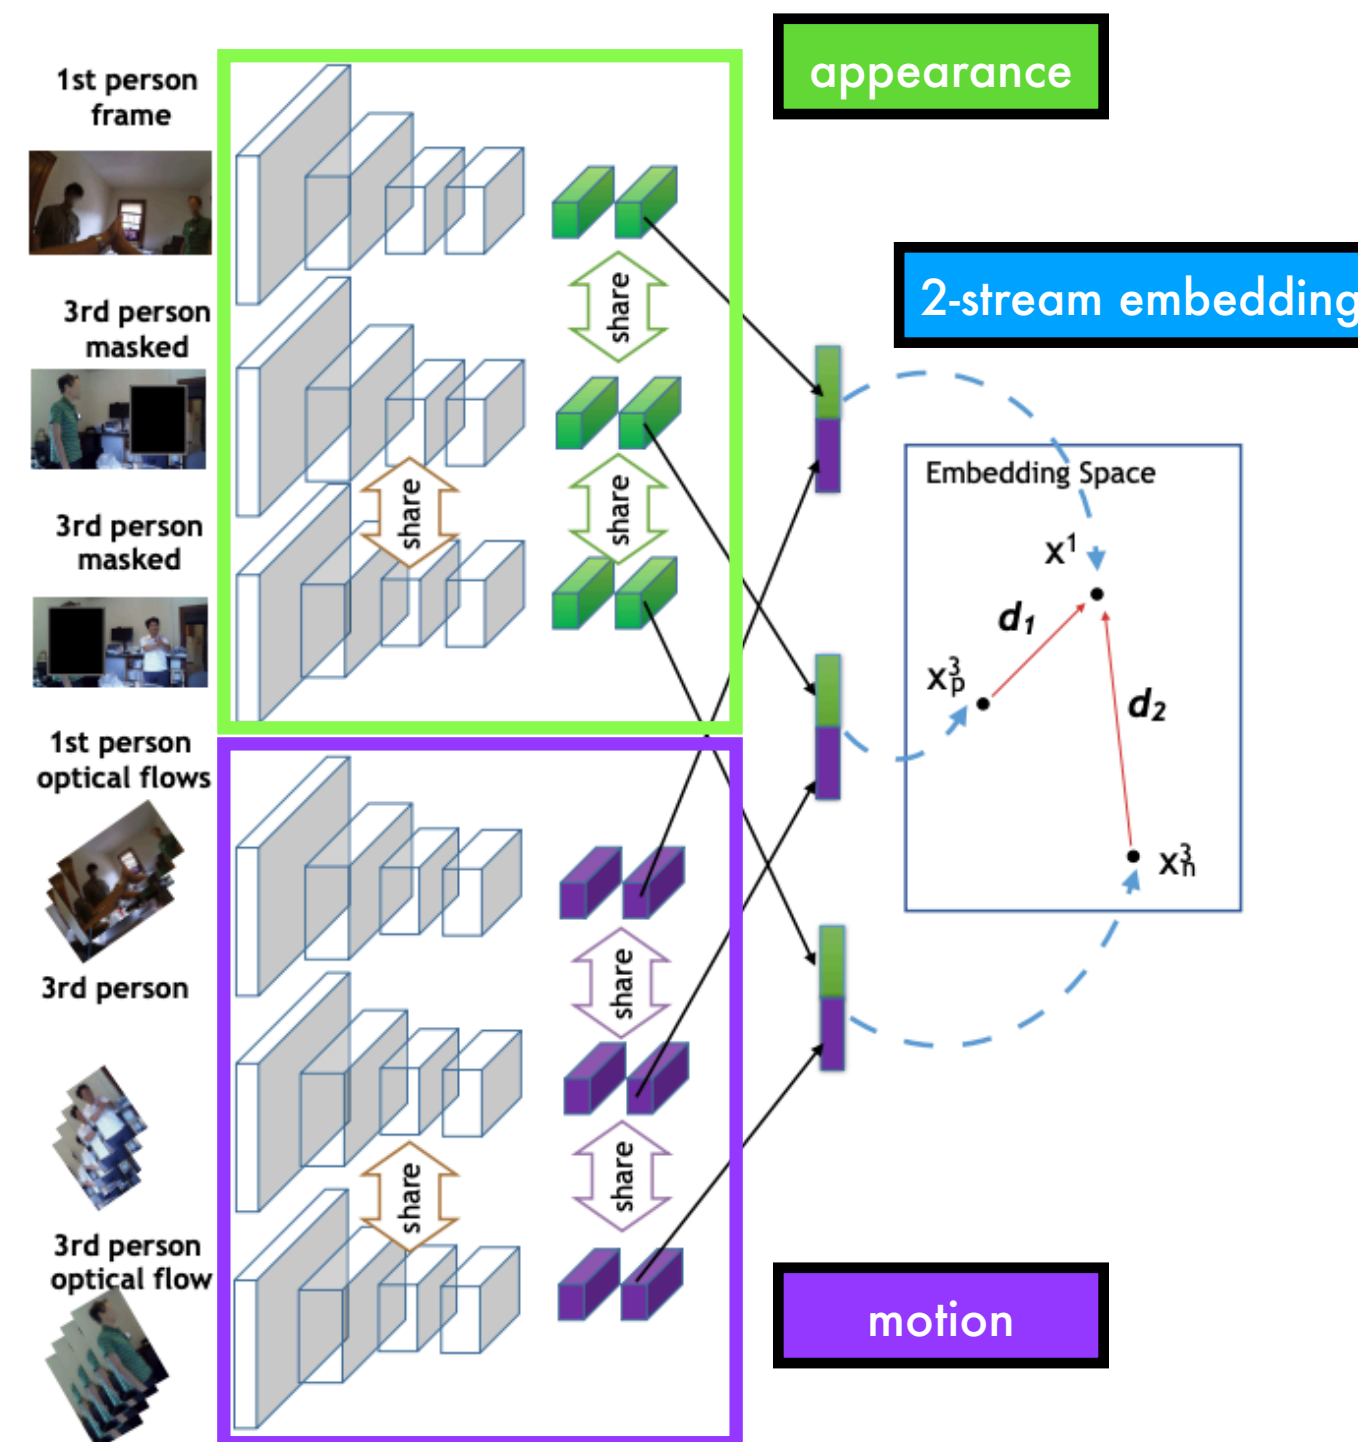 appearance
1st person
frame
share
2-stream embedding
3rd person
masked
Embedding Space
share
share
3rd person
masked
x1
d1
x3p
d2
1st person
optical flows
x3n
3rd person
share
share
share
3rd person
optical flow
motion